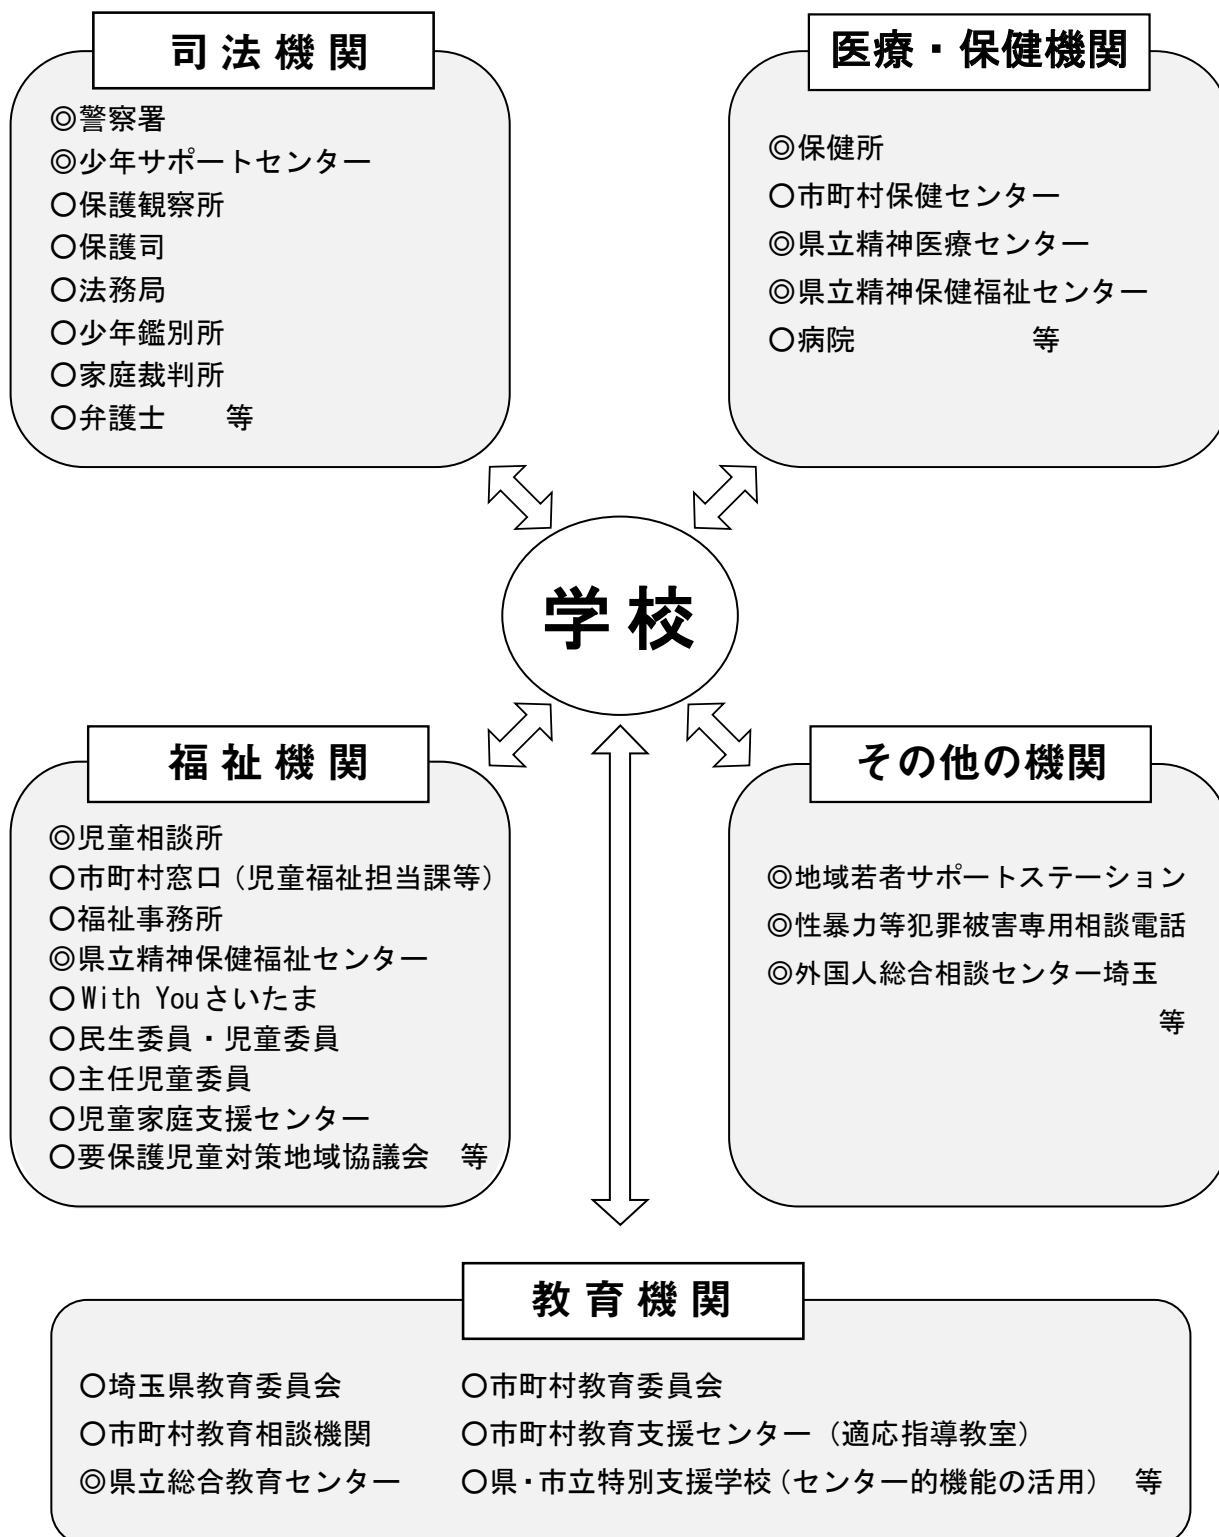 司法機関
◎警察署
◎少年サポートセンター
○保護観察所
○保護司
○法務局
○少年鑑別所
○家庭裁判所
○弁護士　等
医療・保健機関
◎保健所
○市町村保健センター
◎県立精神医療センター
◎県立精神保健福祉センター
○病院　等
学校
福祉機関
◎児童相談所
○市町村窓口（児童福祉担当課等）
○福祉事務所
◎県立精神保健福祉センター
○With Youさいたま
○民生委員・児童委員
○主任児童委員
○児童家庭支援センター
○要保護児童対策地域協議会　等
その他の機関
◎地域若者サポートステーション
◎性暴力等犯罪被害専用相談電話
◎外国人総合相談センター埼玉
等
教育機関
○埼玉県教育委員会　○市町村教育委員会
○市町村教育相談機関　○市町村教育支援センター（適応指導教室）
◎県立総合教育センター　○県・市立特別支援学校（センター的機能の活用）　等